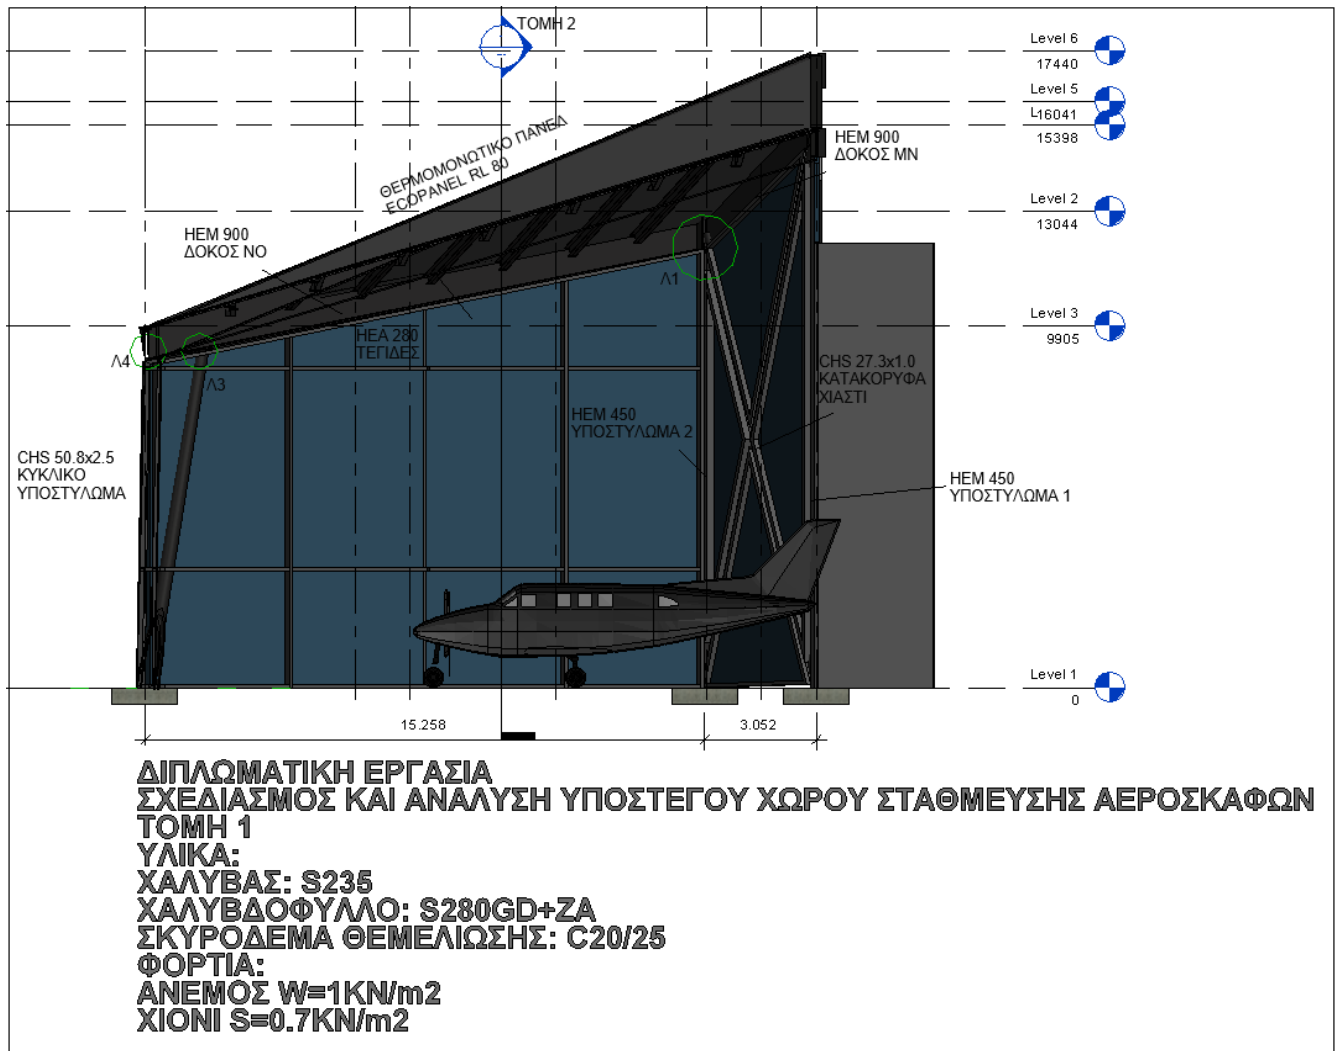 ΤΟΜΗ 2
Level 6
17440
Level 5
16041
15398
ΘΕΡΜΟΜΟΝΩΤΙΚΟ ΠΑΝΕΛ
ECOPANEL RL 80
HEM 900
ΔΟΚΟΣ ΜΝ
Level 2
13044
HEM 900
ΔΟΚΟΣ ΝΟ
Λ1
Level 3
9905
HEA 280
ΤΕΓΙΔΕΣ
Λ4
Λ3
CHS 27.3x1.0
ΚΑΤΑΚΟΡΥΦΑ
ΧΙΑΣΤΙ
HEM 450
ΥΠΟΣΤΥΛΩΜΑ 2
CHS 50.8x2.5
ΚΥΚΛΙΚΟ
ΥΠΟΣΤΥΛΩΜΑ
HEM 450
ΥΠΟΣΤΥΛΩΜΑ 1
Level 1
0
15.258
3.052
ΔΙΠΛΩΜΑΤΙΚΗ ΕΡΓΑΣΙΑ
ΣΧΕΔΙΑΣΜΟΣ ΚΑΙ ΑΝΑΛΥΣΗ ΥΠΟΣΤΕΓΟΥ ΧΩΡΟΥ ΣΤΑΘΜΕΥΣΗΣ ΑΕΡΟΣΚΑΦΩΝ
ΤΟΜΗ 1
ΥΛΙΚΑ:
ΧΑΛΥΒΑΣ: S235
ΧΑΛΥΒΔΟΦΥΛΛΟ: S280GD+ZA
ΣΚΥΡΟΔΕΜΑ ΘΕΜΕΛΙΩΣΗΣ: C20/25
ΦΟΡΤΙΑ:
ΑΝΕΜΟΣ W=1KN/m2
ΧΙΟΝΙ S=0.7KN/m2